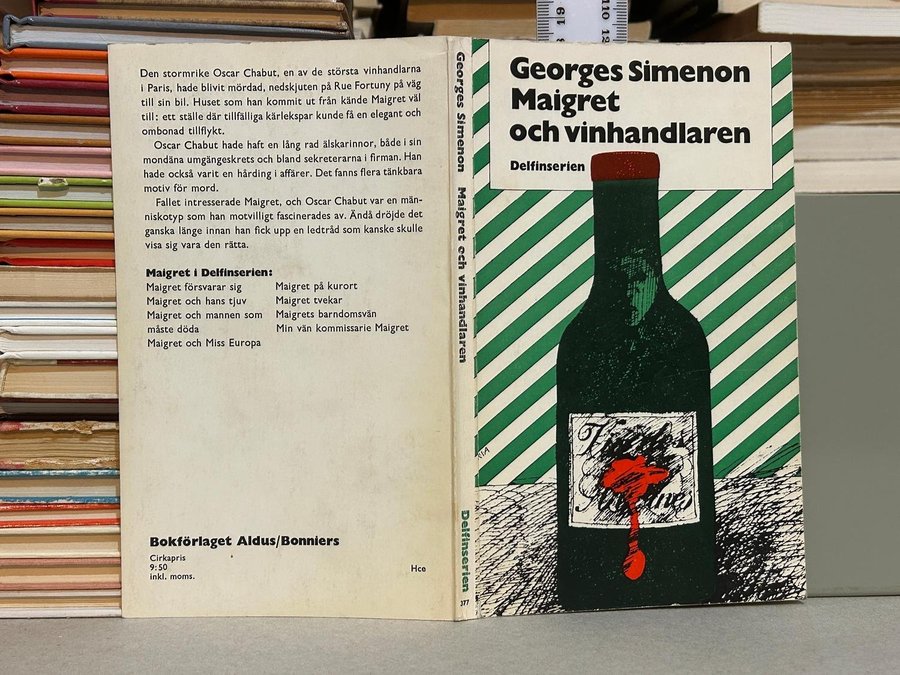 Den stormrike Oscar Chabut, en av de största vinhandlarna
i Paris, hade blivit mördad, nedskjuten på Rue Fortuny på väg
till sin bil. Huset som han kommit ut från kände Maigret väl
till: ett ställe där tillfälliga kärlekspar kunde få en elegant och
ombonad tillflykt.
Oscar Chabut hade haft en lång rad älskarinnor, både i sin
mondäna umgängeskrets och bland sekreterarna i firman. Han
hade också varit en hårding i affärer. Det fanns flera tänkbara
motiv för mord.
Fallet intresserade Maigret, och Oscar Chabut var en män-
niskotyp som han motvilligt fascinerades av. Ändå dröjde det
ganska länge innan han fick upp en ledtråd som kanske skulle
visa sig vara den rätta.
Maigret i Delfinserien:
Maigret försvarar sig
Maigret och hans tjuv
Maigret och mannen som
måste döda
Maigret och Miss Europa
Maigret på kurort
Maigret tvekar
Maigrets barndomsvän
Min vän kommissarie Maigret
Bokförlaget Aldus/Bonniers
Cirkapris
9:50
inkl. moms.
Hco
Georges Simenon Maigret och vinhandlaren
Delfinserien
377
Georges Simenon
Maigret
och vinhandlaren
Delfinserien